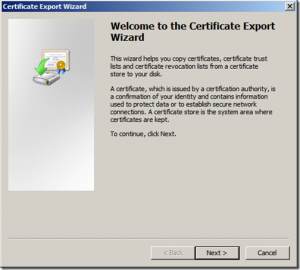 Certificate Export Wizard
Welcome to the Certificate Export
Wizard
This wizard helps you copy certificates, certificate trust
lists and certificate revocation lists from a certificate
store to your disk.
A certificate, which is issued by a certification authority, is
a confirmation of your identity and contains information
used to protect data or to establish secure network
connections. A certificate store is the system area where
certificates are kept.
To continue, click Next.
< Back
Next >
Cancel